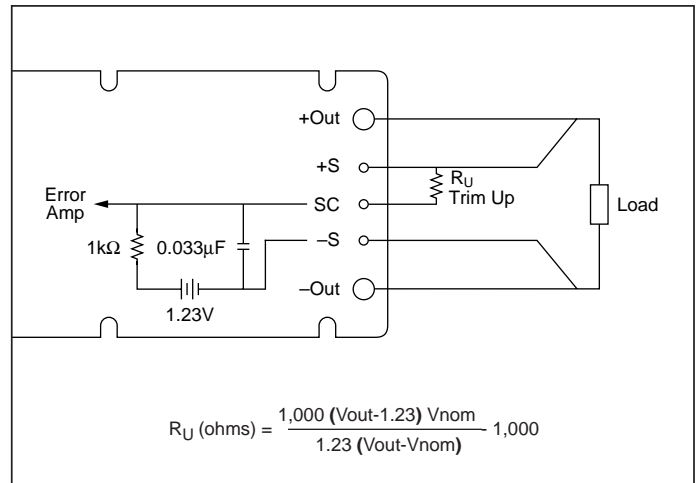 +Out
+S
R_U
Trim Up
Error
Amp
SC
Load
1kΩ
0.033µF
–S
–Out
1.23V
R_U (ohms) = 1,000 (Vout-1.23) Vnom / 1.23 (Vout-Vnom) - 1,000